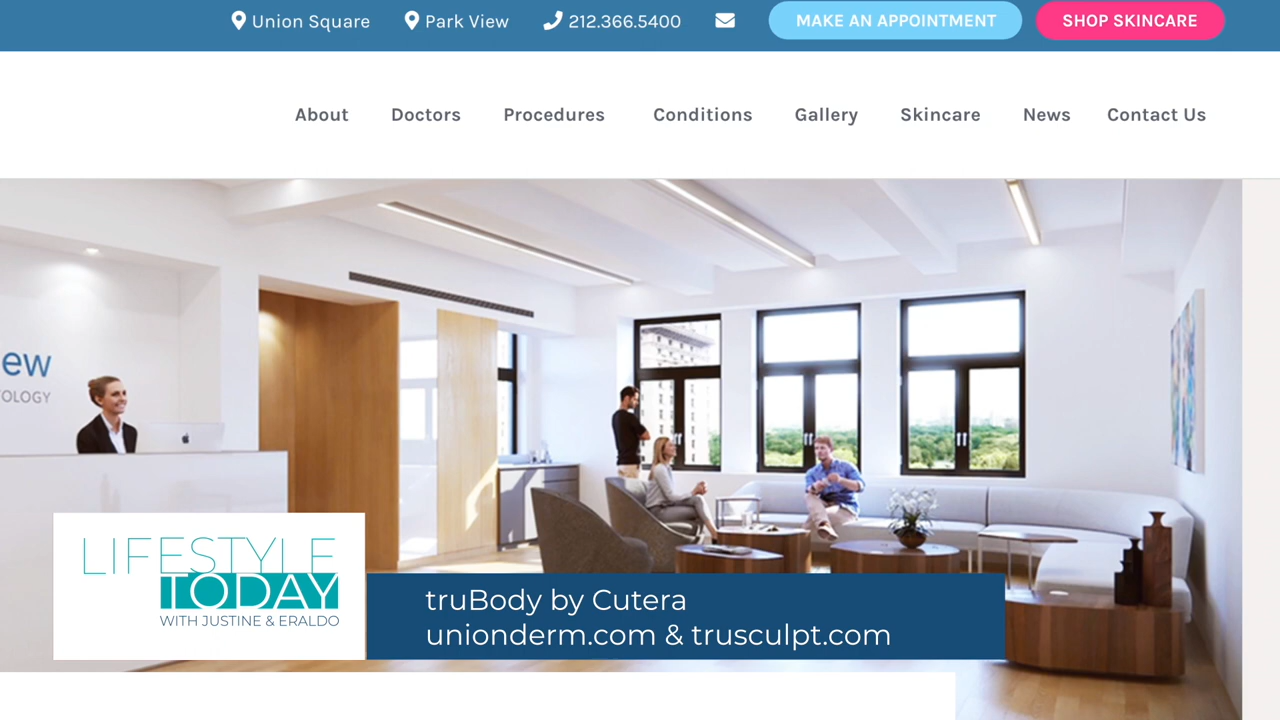 Union Square Park View 212.366.5400 MAKE AN APPOINTMENT SHOP SKINCARE
About Doctors Procedures Conditions Gallery Skincare News Contact Us
ew
OLOGY
LIFESTYLE
TODAY
WITH JUSTINE & ERALDO
truBody by Cutera
unionderm.com & trusculpt.com